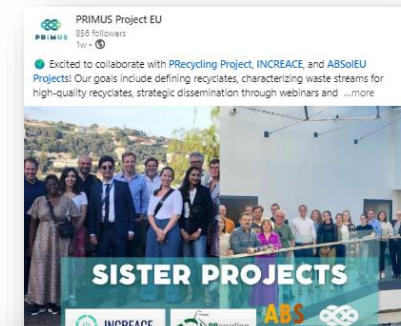 PRIMUS Project EU
PRIMUS
856 followers
1w •
Excited to collaborate with PRecycling Project, INCREACE, and ABSolEU
Projects! Our goals include defining recyclates, characterizing waste streams for
high-quality recyclates, strategic dissemination through webinars and ...more
SISTER PROJECTS
INCREACE
PRecycling
ABS